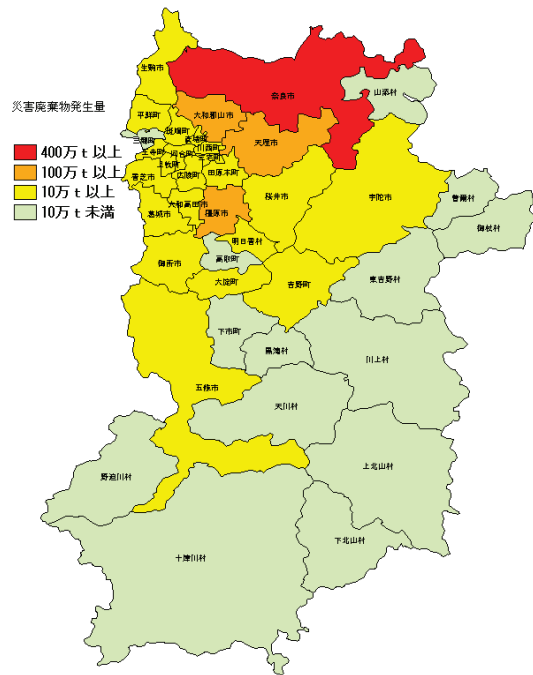 生駒市
奈良市
山添村
災害廃棄物発生量
平群町
大和郡山市
斑鳩町
安堵町
天理市
三郷町
川西町
三宅町
王寺町
河合町
上牧町
400万t以上
100万t以上
10万t以上
10万t未満
香芝市
広陵町
田原本町
桜井市
宇陀市
曽爾村
御杖村
大和高田市
橿原市
葛城市
明日香村
高取町
御所市
大淀町
吉野町
東吉野村
下市町
黒滝村
川上村
五條市
天川村
上北山村
野迫川村
下北山村
十津川村